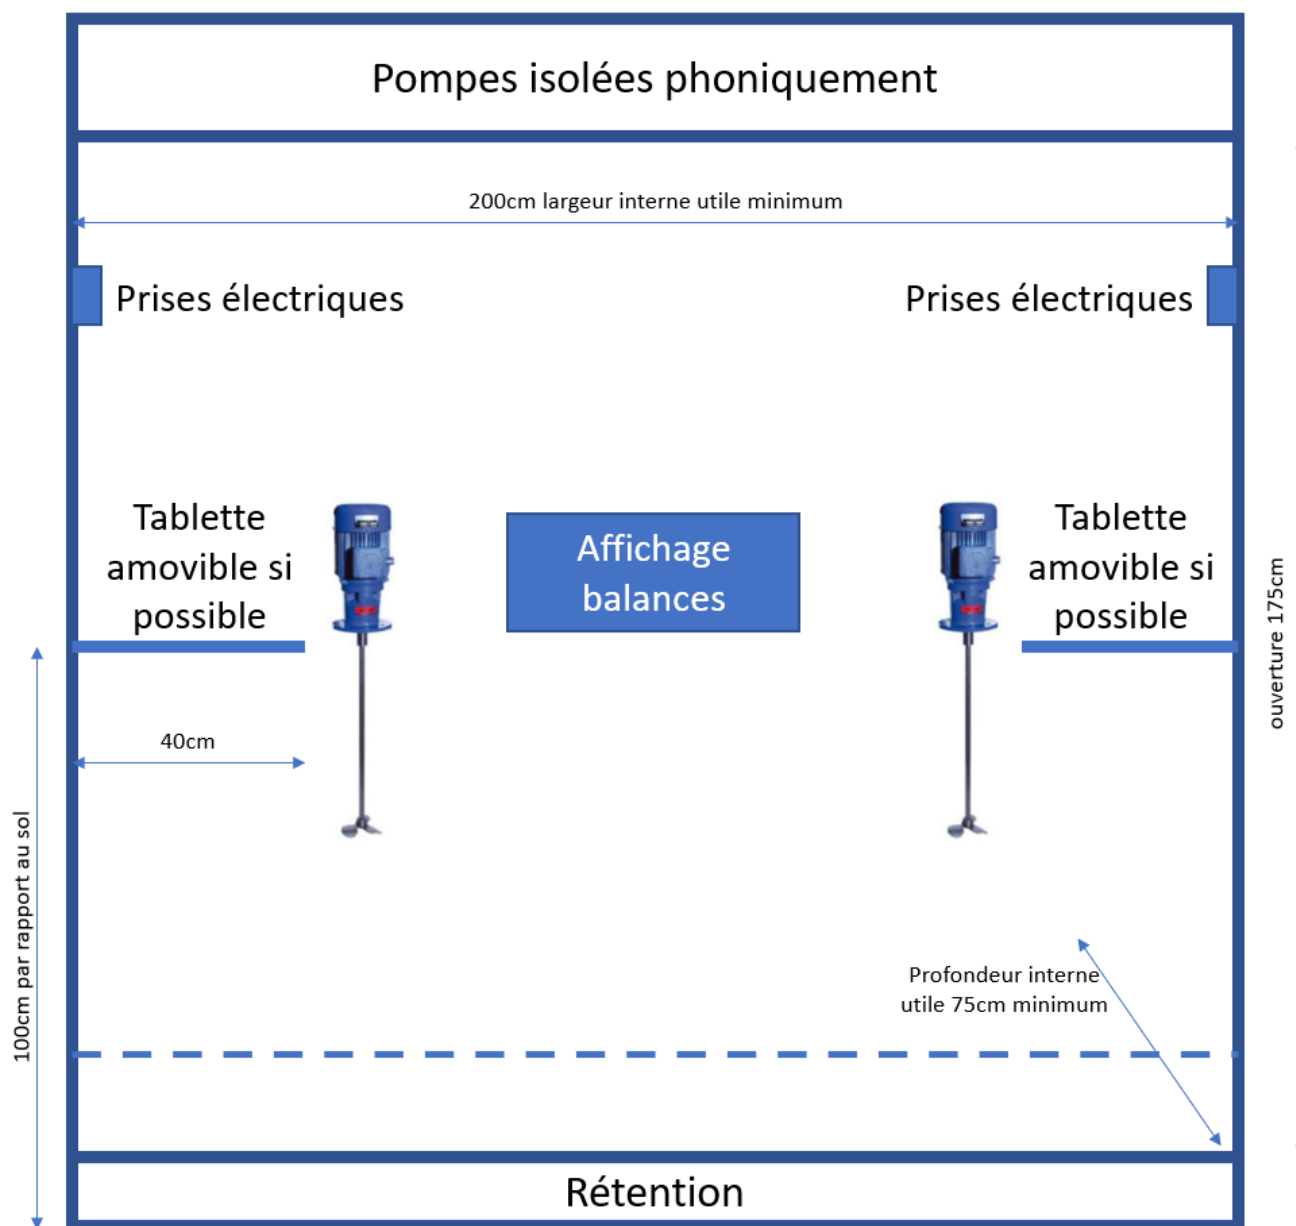 Pompes isolées phoniquement
200cm largeur interne utile minimum
Prises électriques
Prises électriques
Tablette
amovible si
possible
Affichage
balances
Tablette
amovible si
possible
ouverture 175cm
40cm
100cm par rapport au sol
Profondeur interne
utile 75cm minimum
Rétention